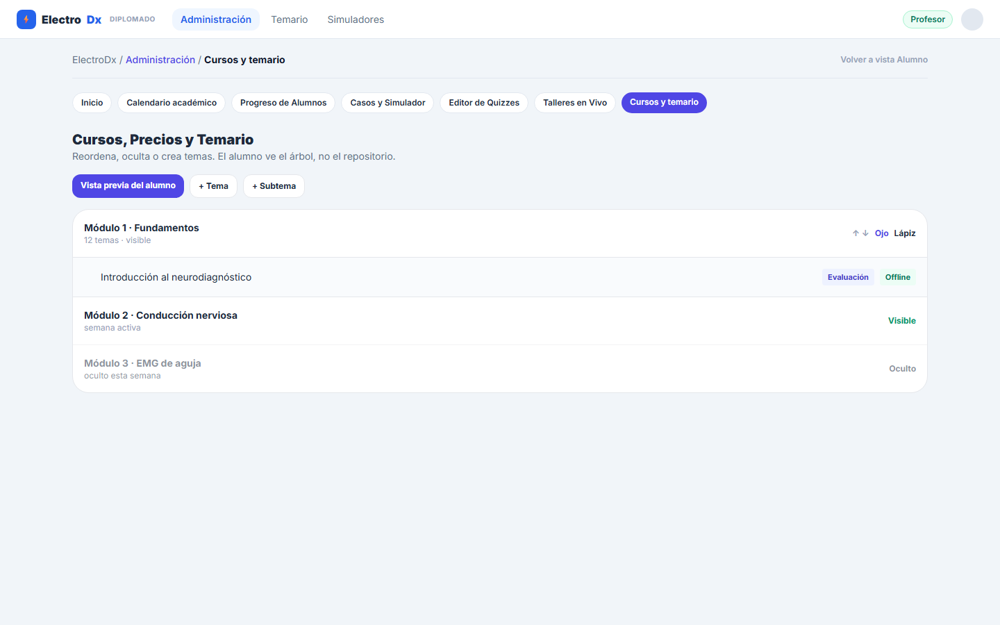 Electro Dx DIPLOMADO Administración Temario Simuladores Profesor
ElectroDx / Administración / Cursos y temario Volver a vista Alumno
Inicio Calendario académico Progreso de Alumnos Casos y Simulador Editor de Quizzes Talleres en Vivo Cursos y temario
Cursos, Precios y Temario
Reordena, oculta o crea temas. El alumno ve el árbol, no el repositorio.
Vista previa del alumno + Tema + Subtema
Módulo 1 · Fundamentos
12 temas · visible
↑ ↓ Ojo Lápiz
Introducción al neurodiagnóstico Evaluación Offline
Módulo 2 · Conducción nerviosa
semana activa
Visible
Módulo 3 · EMG de aguja
oculto esta semana
Oculto